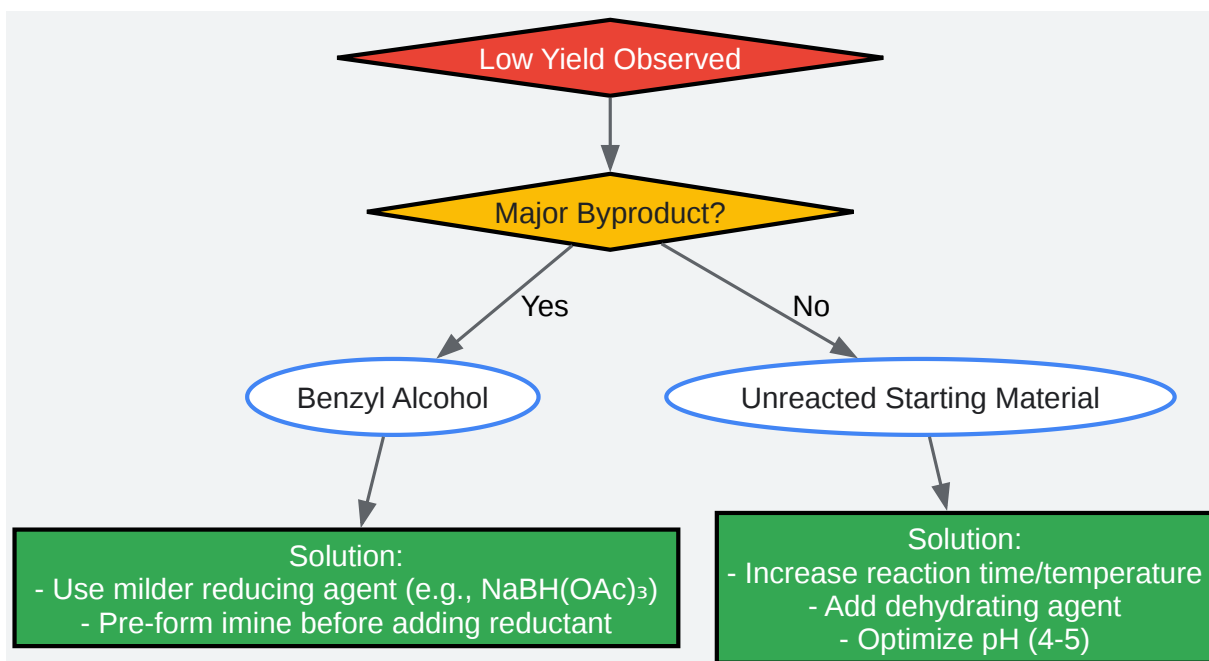 Low Yield Observed
Major Byproduct?
Yes
No
Benzyl Alcohol
Unreacted Starting Material
Solution:
- Use milder reducing agent (e.g., NaBH(OAc)₃)
- Pre-form imine before adding reductant
Solution:
- Increase reaction time/temperature
- Add dehydrating agent
- Optimize pH (4-5)